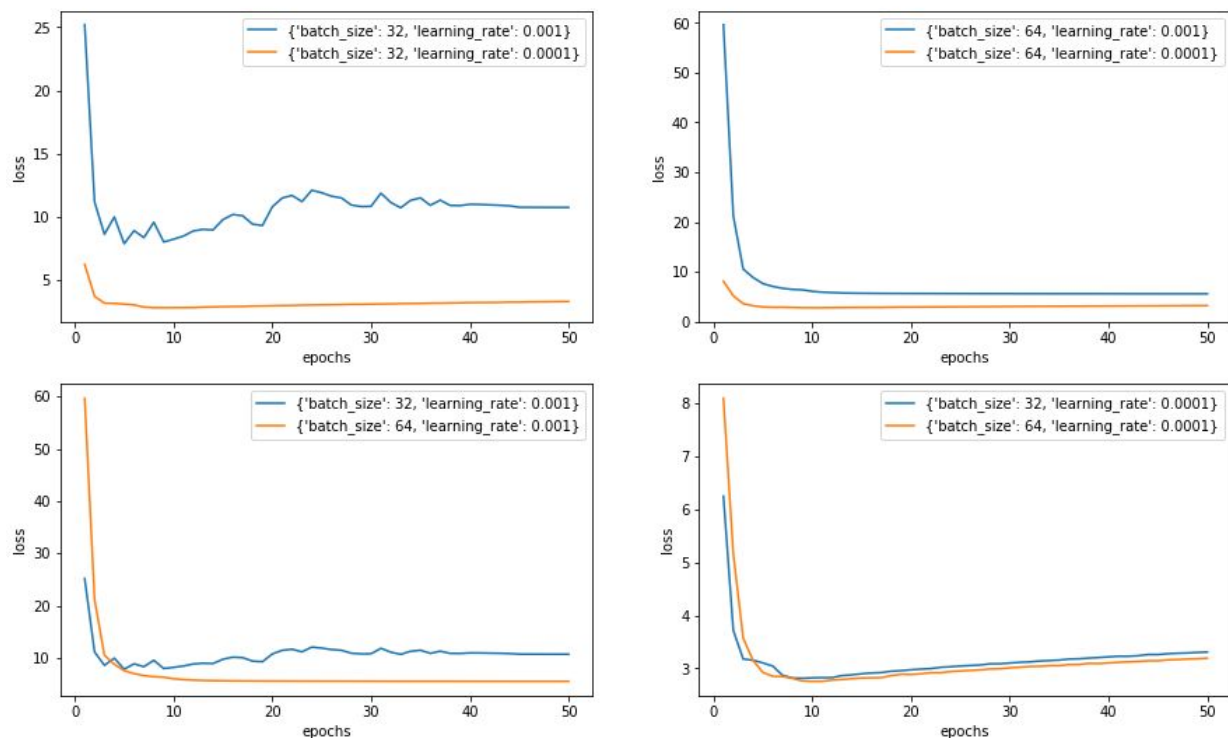 {'batch_size': 32, 'learning_rate': 0.001}
{'batch_size': 32, 'learning_rate': 0.0001}
25
20
15
10
5
loss
0 10 20 30 40 50
epochs
{'batch_size': 64, 'learning_rate': 0.001}
{'batch_size': 64, 'learning_rate': 0.0001}
60
50
40
30
20
10
0
loss
0 10 20 30 40 50
epochs
{'batch_size': 32, 'learning_rate': 0.001}
{'batch_size': 64, 'learning_rate': 0.001}
60
50
40
30
20
10
loss
0 10 20 30 40 50
epochs
{'batch_size': 32, 'learning_rate': 0.0001}
{'batch_size': 64, 'learning_rate': 0.0001}
8
7
6
5
4
3
loss
0 10 20 30 40 50
epochs